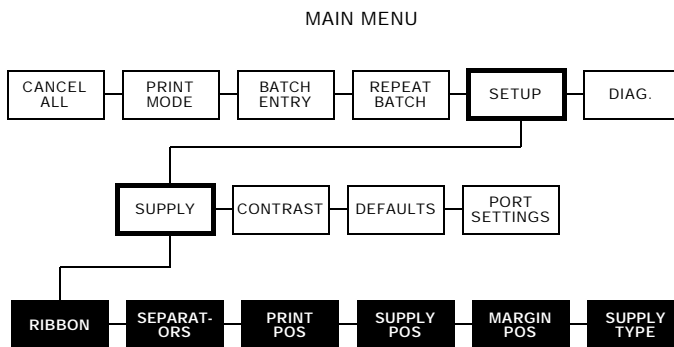 MAIN MENU
CANCEL
ALL
PRINT
MODE
BATCH
ENTRY
REPEAT
BATCH
SETUP
DIAG.
SUPPLY
CONTRAST
DEFAULTS
PORT
SETTINGS
RIBBON
SEPARAT-
ORS
PRINT
POS
SUPPLY
POS
MARGIN
POS
SUPPLY
TYPE